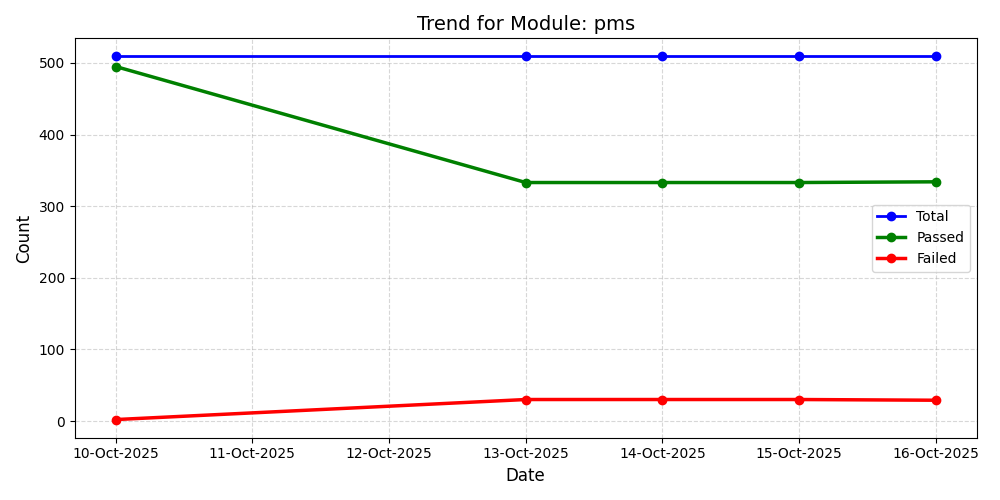 Trend for Module: pms
500
400
300
200
100
0
Count
Total
Passed
Failed
10-Oct-2025
11-Oct-2025
12-Oct-2025
13-Oct-2025
14-Oct-2025
15-Oct-2025
16-Oct-2025
Date